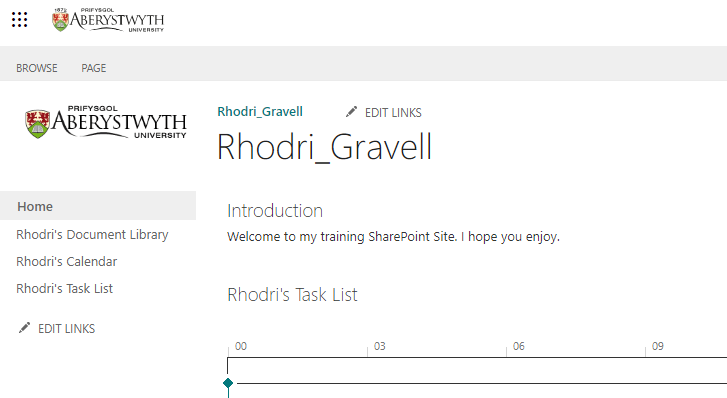 PRIFYSGOL
1872
ABERYSTWYTH
UNIVERSITY
BROWSE PAGE
PRIFYSGOL
ABERYSTWYTH
UNIVERSITY
Rhodri_Gravell EDIT LINKS
Rhodri_Gravell
Home
Rhodri's Document Library
Rhodri's Calendar
Rhodri's Task List
EDIT LINKS
Introduction
Welcome to my training SharePoint Site. I hope you enjoy.
Rhodri's Task List
00 03 06 09